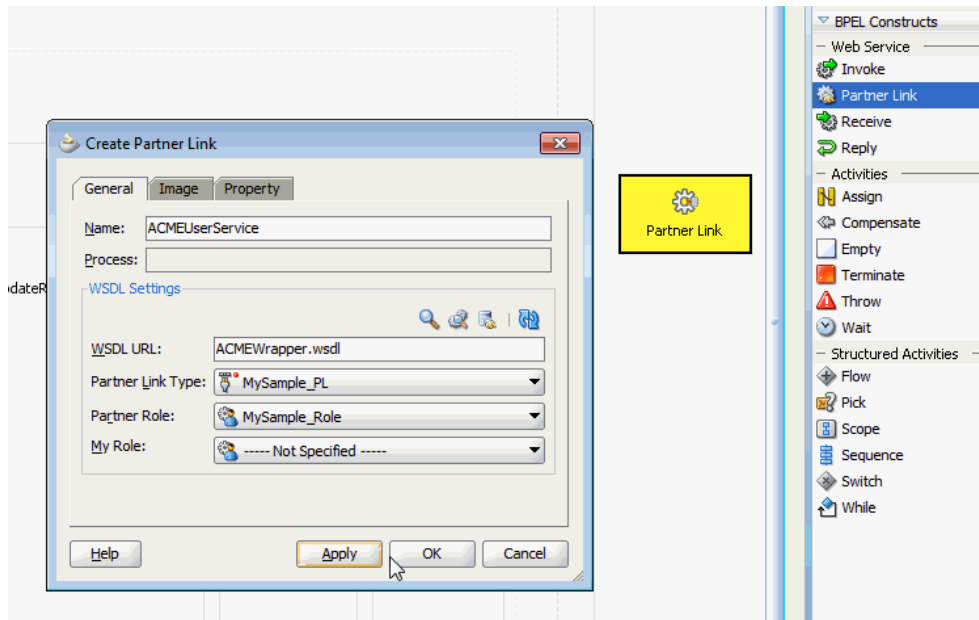 Create Partner Link
General Image Property
Name: ACMEUserService
Process:
WSDL Settings
WSDL URL: ACMEWrapper.wsdl
Partner Link Type: MySample_PL
Partner Role: MySample_Role
My Role: ----- Not Specified -----
Help Apply OK Cancel
Partner Link
BPEL Constructs
Web Service
Invoke
Partner Link
Receive
Reply
Activities
Assign
Compensate
Empty
Terminate
Throw
Wait
Structured Activities
Flow
Pick
Scope
Sequence
Switch
While